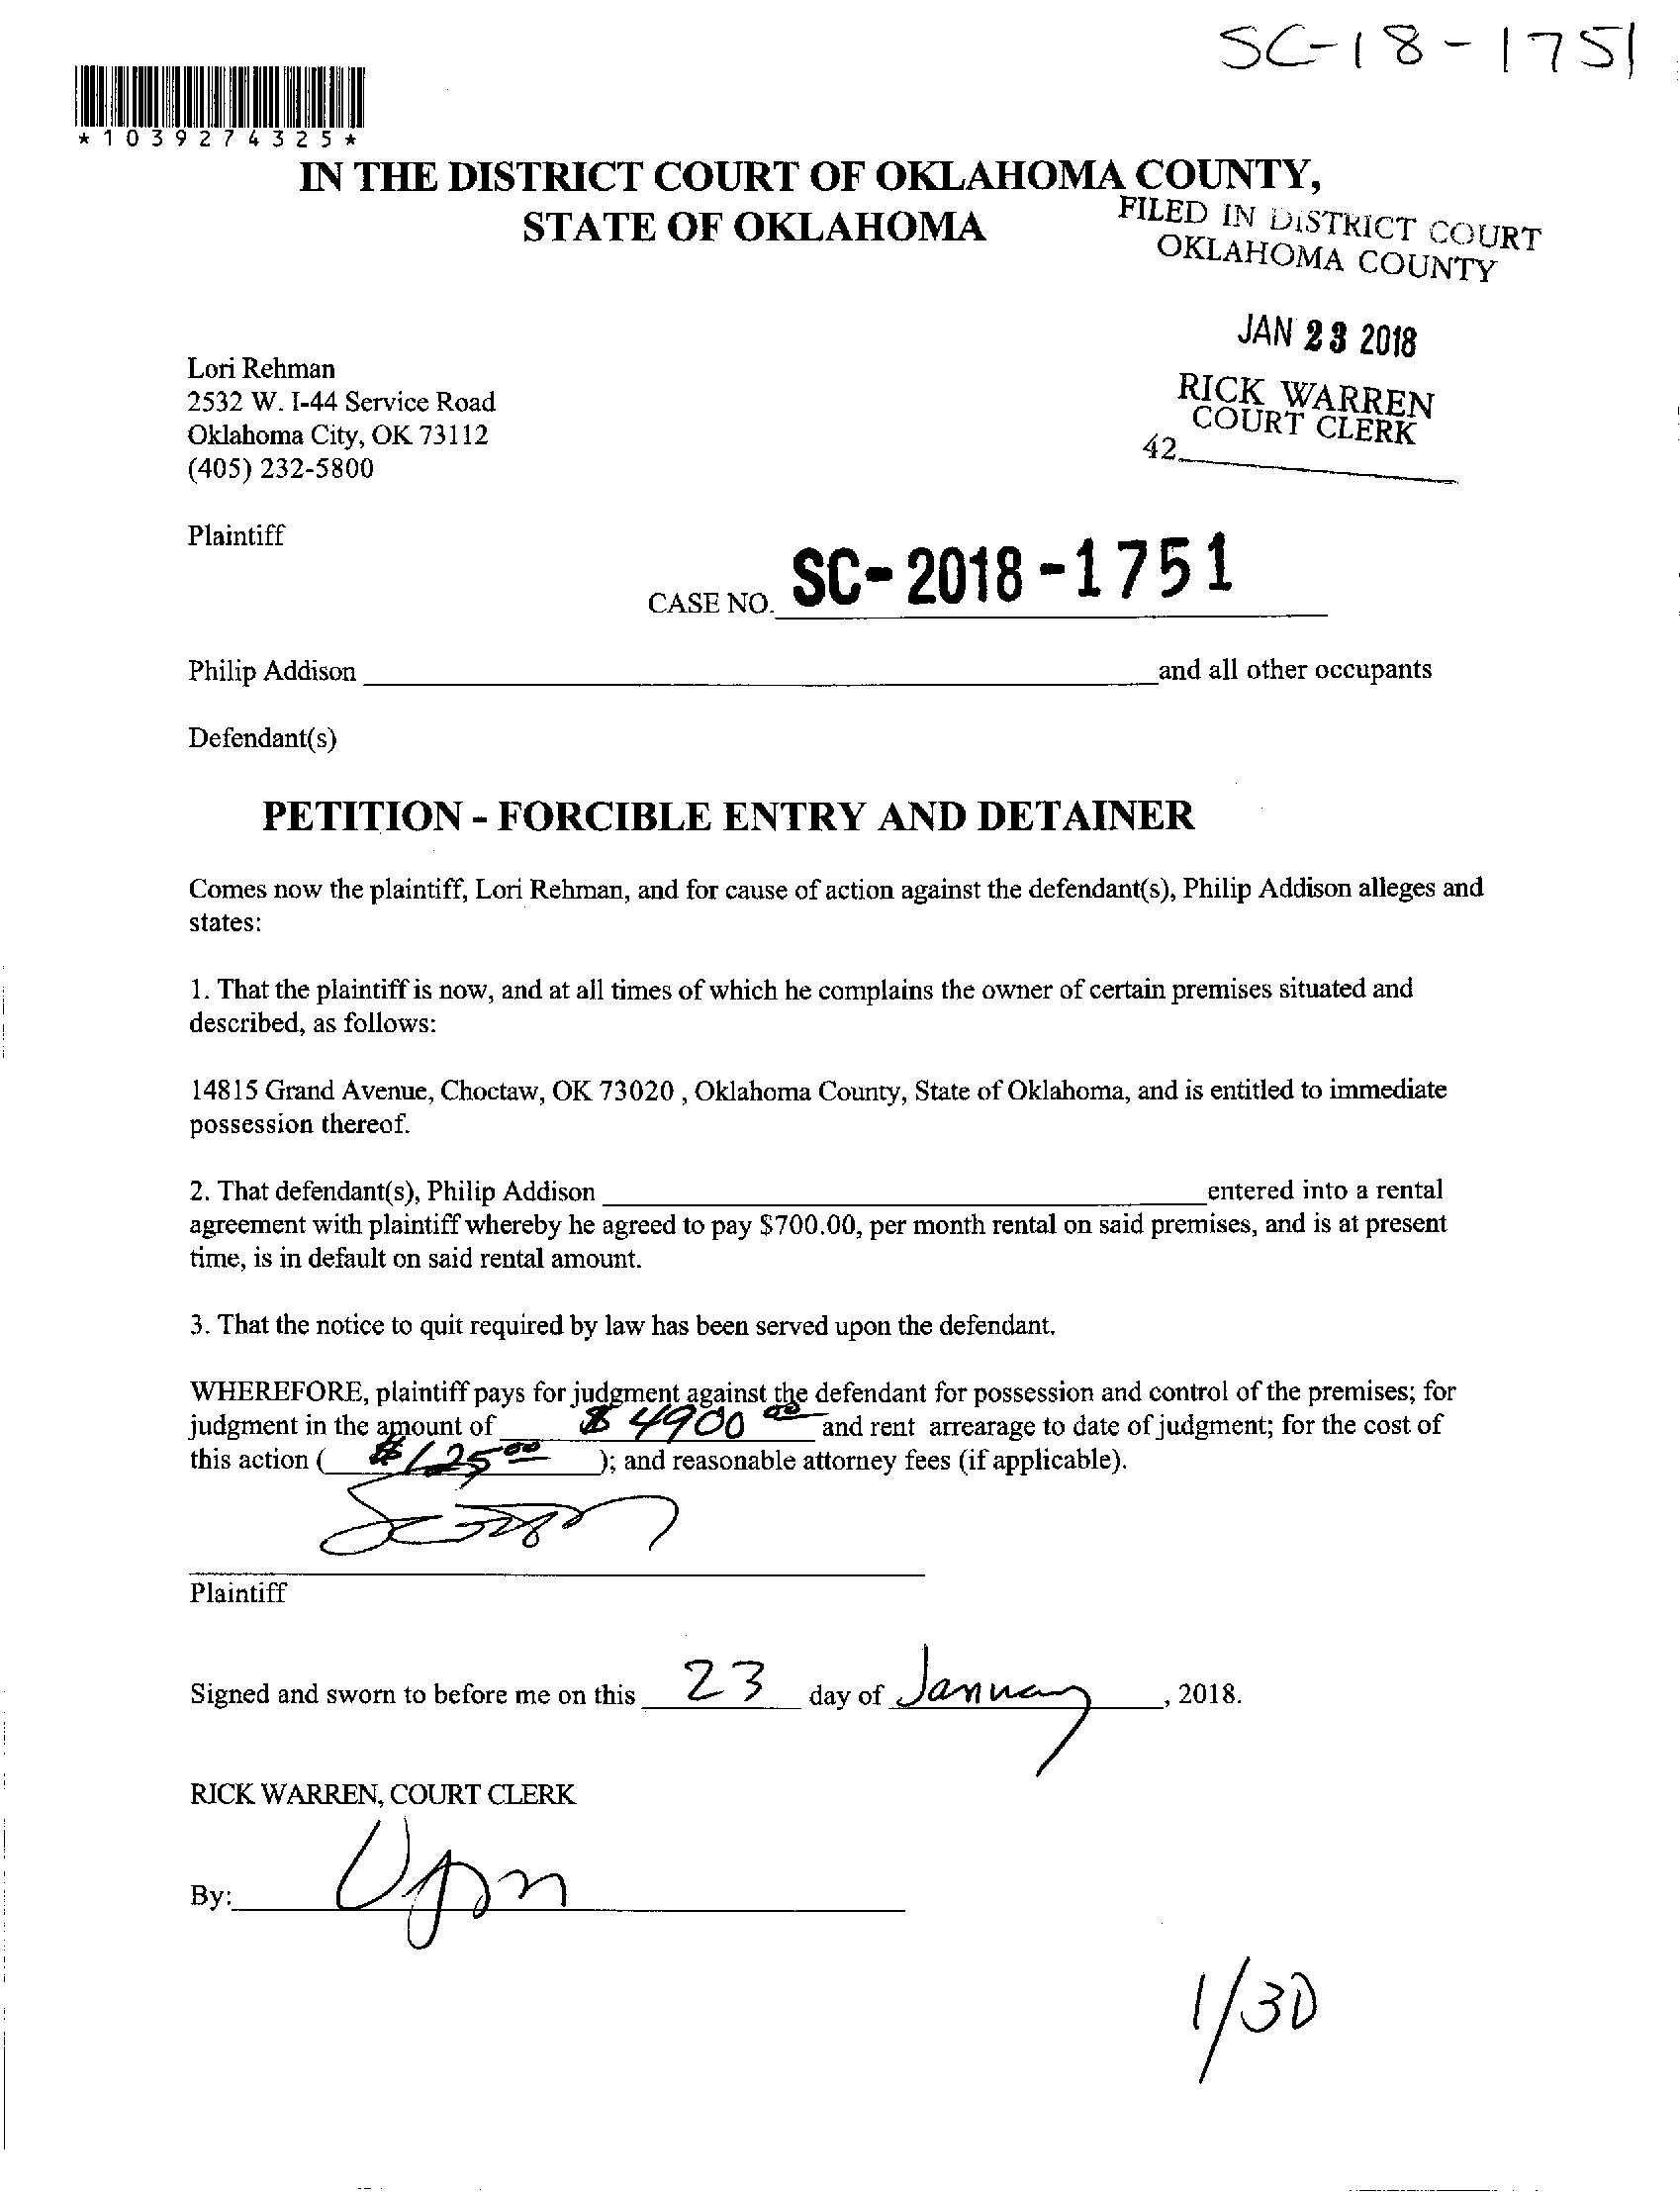 SC-18-1751
*1039274325*
IN THE DISTRICT COURT OF OKLAHOMA COUNTY,
STATE OF OKLAHOMA
FILED IN DISTRICT COURT
OKLAHOMA COUNTY
JAN 23 2018
RICK WARREN
COURT CLERK
42
Lori Rehman
2532 W. I-44 Service Road
Oklahoma City, OK 73112
(405) 232-5800
Plaintiff
CASE NO. SC-2018-1751
Philip Addison and all other occupants
Defendant(s)
PETITION - FORCIBLE ENTRY AND DETAINER
Comes now the plaintiff, Lori Rehman, and for cause of action against the defendant(s), Philip Addison alleges and
states:
1. That the plaintiff is now, and at all times of which he complains the owner of certain premises situated and
described, as follows:
14815 Grand Avenue, Choctaw, OK 73020 , Oklahoma County, State of Oklahoma, and is entitled to immediate
possession thereof.
2. That defendant(s), Philip Addison entered into a rental
agreement with plaintiff whereby he agreed to pay $700.00, per month rental on said premises, and is at present
time, is in default on said rental amount.
3. That the notice to quit required by law has been served upon the defendant.
WHEREFORE, plaintiff pays for judgment against the defendant for possession and control of the premises; for
judgment in the amount of $4900 00 and rent arrearage to date of judgment; for the cost of
this action ( $125 00 ); and reasonable attorney fees (if applicable).
Plaintiff
Signed and sworn to before me on this 23 day of January, 2018.
RICK WARREN, COURT CLERK
By:
1/30